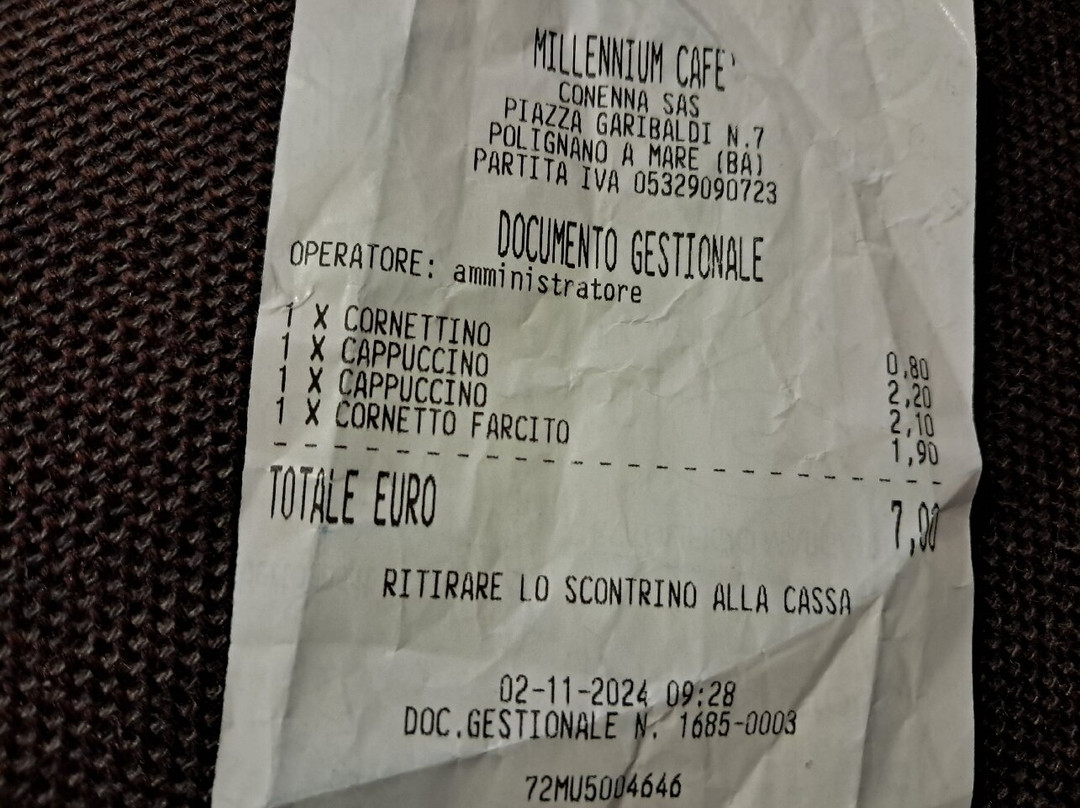 MILLENNIUM CAFE'
CONENNA SAS
PIAZZA GARIBALDI N.7
POLIGNANO A MARE (BA)
PARTITA IVA 05329090723
DOCUMENTO GESTIONALE
OPERATORE: amministratore
1 X CORNETTINO 0,80
1 X CAPPUCCINO 2,20
1 X CAPPUCCINO 2,10
1 X CORNETTO FARCITO 1,90
TOTALE EURO 7,00
RITIRARE LO SCONTRINO ALLA CASSA
02-11-2024 09:28
DOC.GESTIONALE N. 1685-0003
72MU5004646